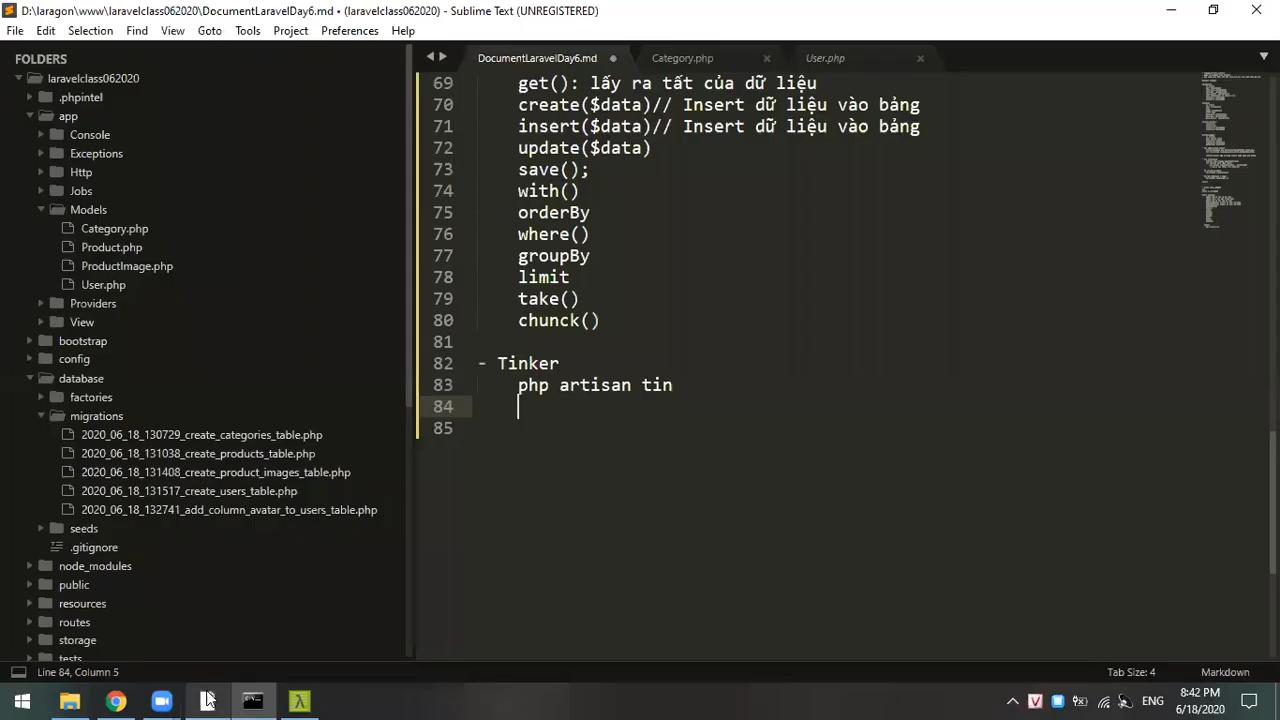 D:\laragon\www\laravelclass062020\DocumentLaravelDay6.md • (laravelclass062020) - Sublime Text (UNREGISTERED)
File Edit Selection Find View Goto Tools Project Preferences Help
FOLDERS
laravelclass062020
.phpintel
app
Console
Exceptions
Http
Jobs
Models
Category.php
Product.php
ProductImage.php
User.php
Providers
View
bootstrap
config
database
factories
migrations
2020_06_18_130729_create_categories_table.php
2020_06_18_131038_create_products_table.php
2020_06_18_131408_create_product_images_table.php
2020_06_18_131517_create_users_table.php
2020_06_18_132741_add_column_avatar_to_users_table.php
seeds
.gitignore
node_modules
public
resources
routes
storage
tests
DocumentLaravelDay6.md Category.php User.php
69 get(): lấy ra tất của dữ liệu
70 create($data)// Insert dữ liệu vào bảng
71 insert($data)// Insert dữ liệu vào bảng
72 update($data)
73 save();
74 with()
75 orderBy
76 where()
77 groupBy
78 limit
79 take()
80 chunck()
81
82 - Tinker
83 php artisan tin
84
85
Line 84, Column 5 Tab Size: 4 Markdown
ENG 8:42 PM
6/18/2020